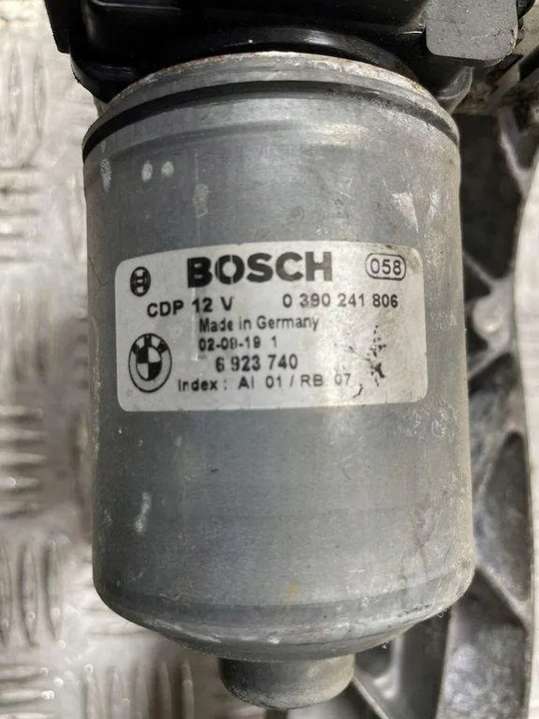 BOSCH 058
CDP 12 V 0 390 241 806
Made in Germany
02-09-19 1
6 923 740
Index: AI 01 / RB 07